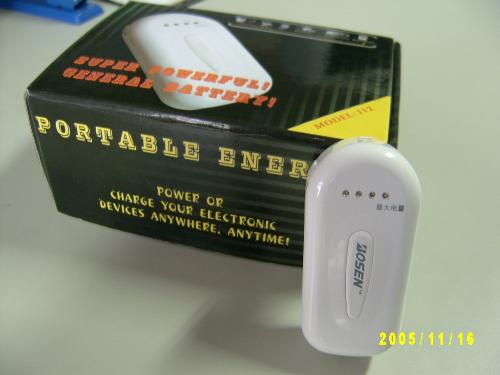 SUPER POWERFUL!
GENERAL BATTERY!
MODEL: 112
PORTABLE ENER
POWER OR
CHARGE YOUR ELECTRONIC
DEVICES ANYWHERE, ANYTIME!
最大电量
AOSEN™
2005/11/16